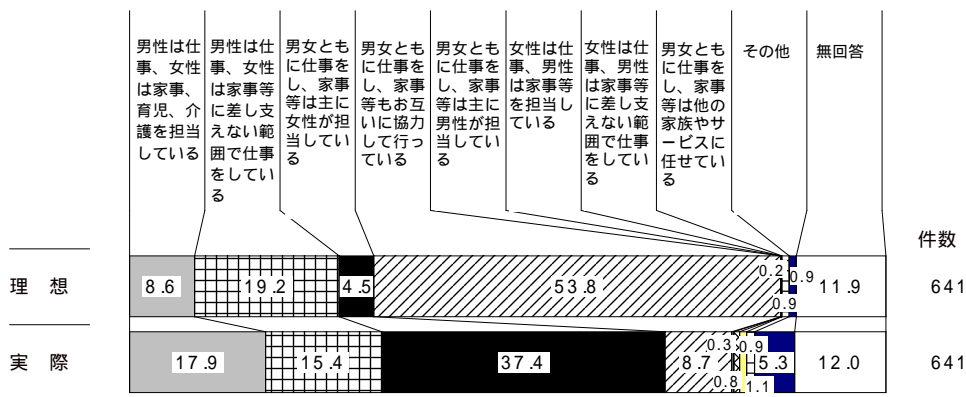 男性は仕
事、女性
は家事、
育児、介
護を担当
している
男性は仕
事、女性
は家事等
に差し支
えない範
囲で仕事
をしてい
る
男女とも
に仕事を
し、家事
等は主に
女性が担
当してい
る
男女とも
に仕事を
し、家事
等もお互
いに協力
して行っ
ている
男女とも
に仕事を
し、家事
等は主に
男性が担
当してい
る
女性は仕
事、男性
は家事等
を担当し
ている
女性は仕
事、男性
は家事等
に差し支
えない範
囲で仕事
をしてい
る
男女とも
に仕事を
し、家事
等は他の
家族やサ
ービスに
任せてい
る
その他
無回答
件数
理 想
8.6
19.2
4.5
53.8
0.2
0.9
0.9
11.9
641
実 際
17.9
15.4
37.4
8.7
0.3
0.8
0.9
1.1
5.3
12.0
641